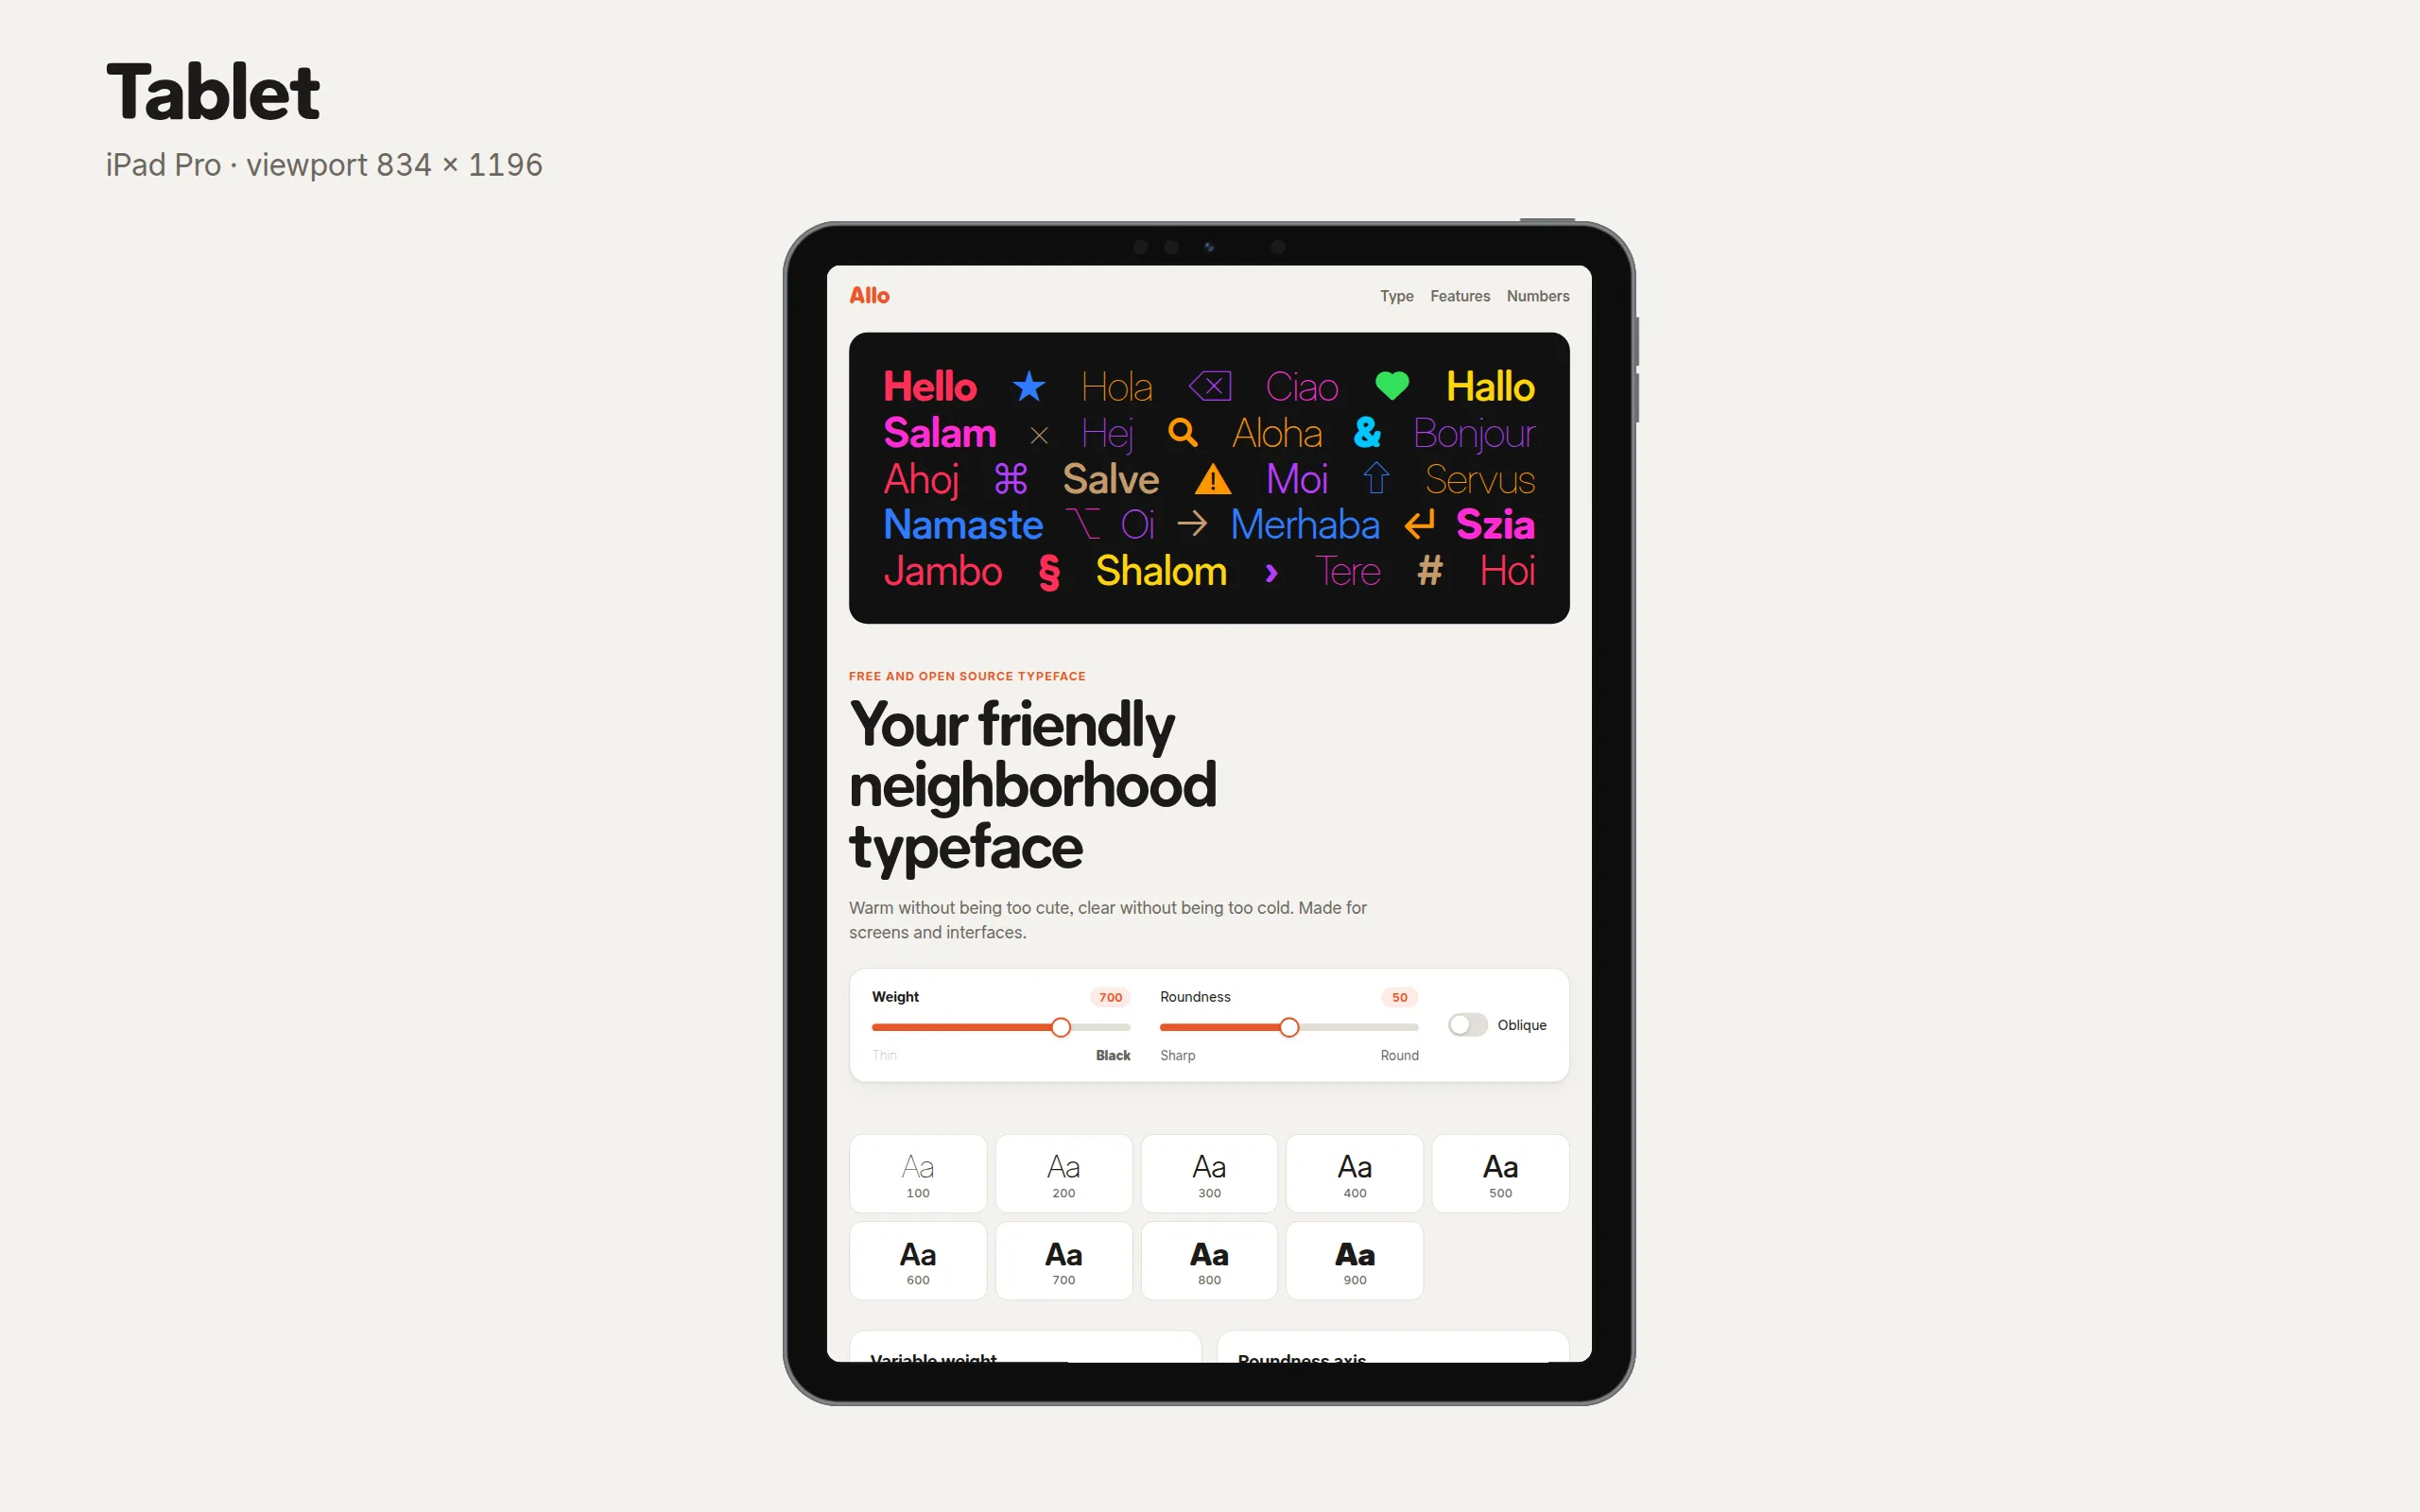 Tablet
iPad Pro · viewport 834 × 1196
Allo
Type Features Numbers
Hello ★ Hola ⌫ Ciao ♥ Hallo
Salam × Hej 🔍 Aloha & Bonjour
Ahoj ⌘ Salve ⚠ Moi ⇧ Servus
Namaste ⌥ Oi → Merhaba ↵ Szia
Jambo § Shalom › Tere # Hoi
FREE AND OPEN SOURCE TYPEFACE
Your friendly
neighborhood
typeface
Warm without being too cute, clear without being too cold. Made for
screens and interfaces.
Weight 700 Roundness 50
Oblique
Thin Black Sharp Round
Aa Aa Aa Aa Aa
100 200 300 400 500
Aa Aa Aa Aa
600 700 800 900
Variable weight Roundness axis